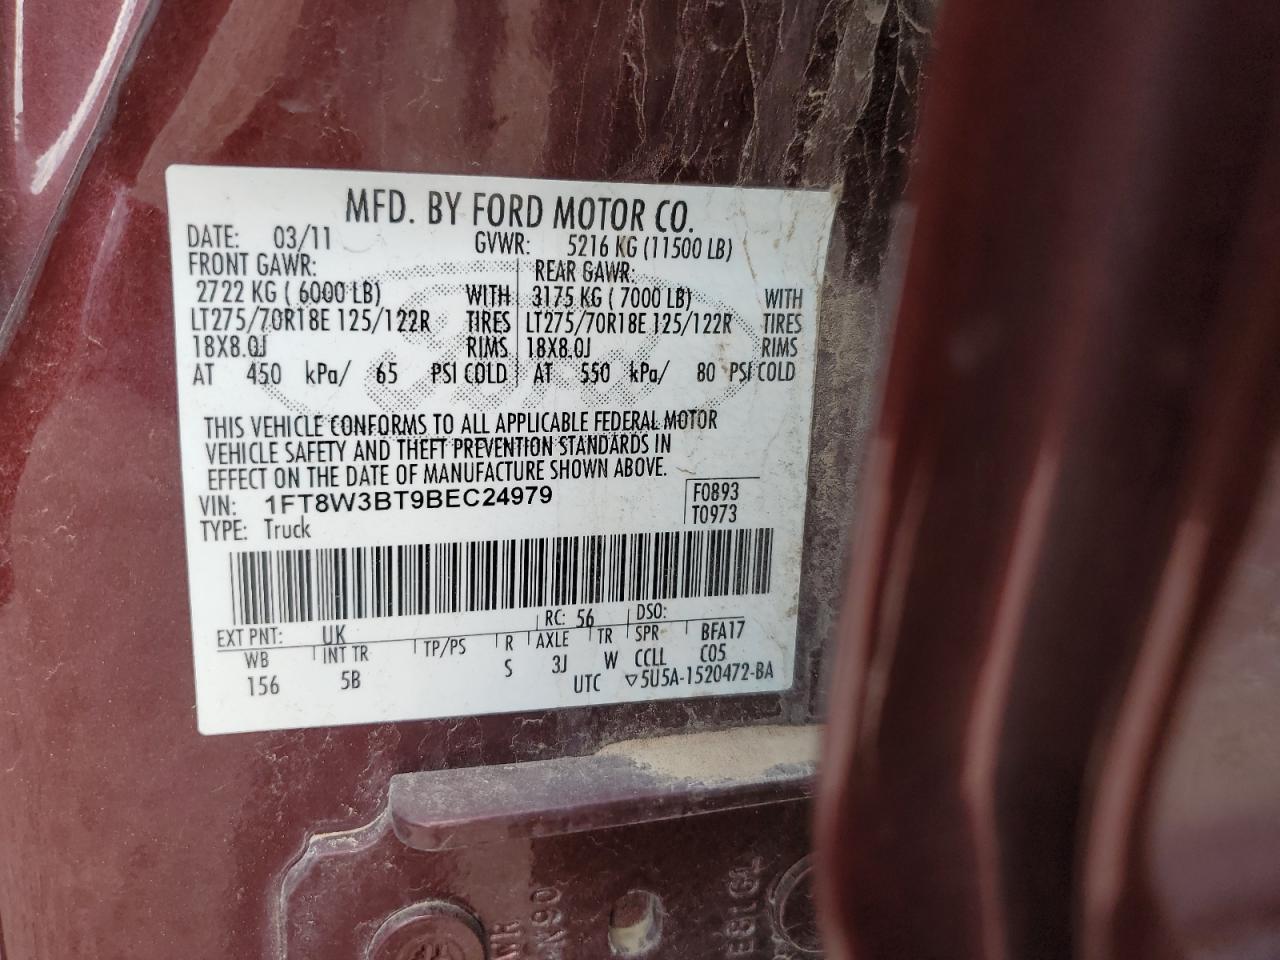 MFD. BY FORD MOTOR CO.
DATE: 03/11 GVWR: 5216 KG (11500 LB)
FRONT GAWR: REAR GAWR:
2722 KG ( 6000 LB) WITH 3175 KG ( 7000 LB) WITH
LT275/70R18E 125/122R TIRES LT275/70R18E 125/122R TIRES
18X8.0J RIMS 18X8.0J RIMS
AT 450 kPa/ 65 PSI COLD AT 550 kPa/ 80 PSI COLD
THIS VEHICLE CONFORMS TO ALL APPLICABLE FEDERAL MOTOR
VEHICLE SAFETY AND THEFT PREVENTION STANDARDS IN
EFFECT ON THE DATE OF MANUFACTURE SHOWN ABOVE.
VIN: 1FT8W3BT9BEC24979 F0893
TYPE: Truck T0973
EXT PNT: UK RC: 56 DSO:
WB INT TR TP/PS R AXLE TR SPR BFA17
156 5B S 3J W CCLL C05
UTC ▽5U5A-1520472-BA